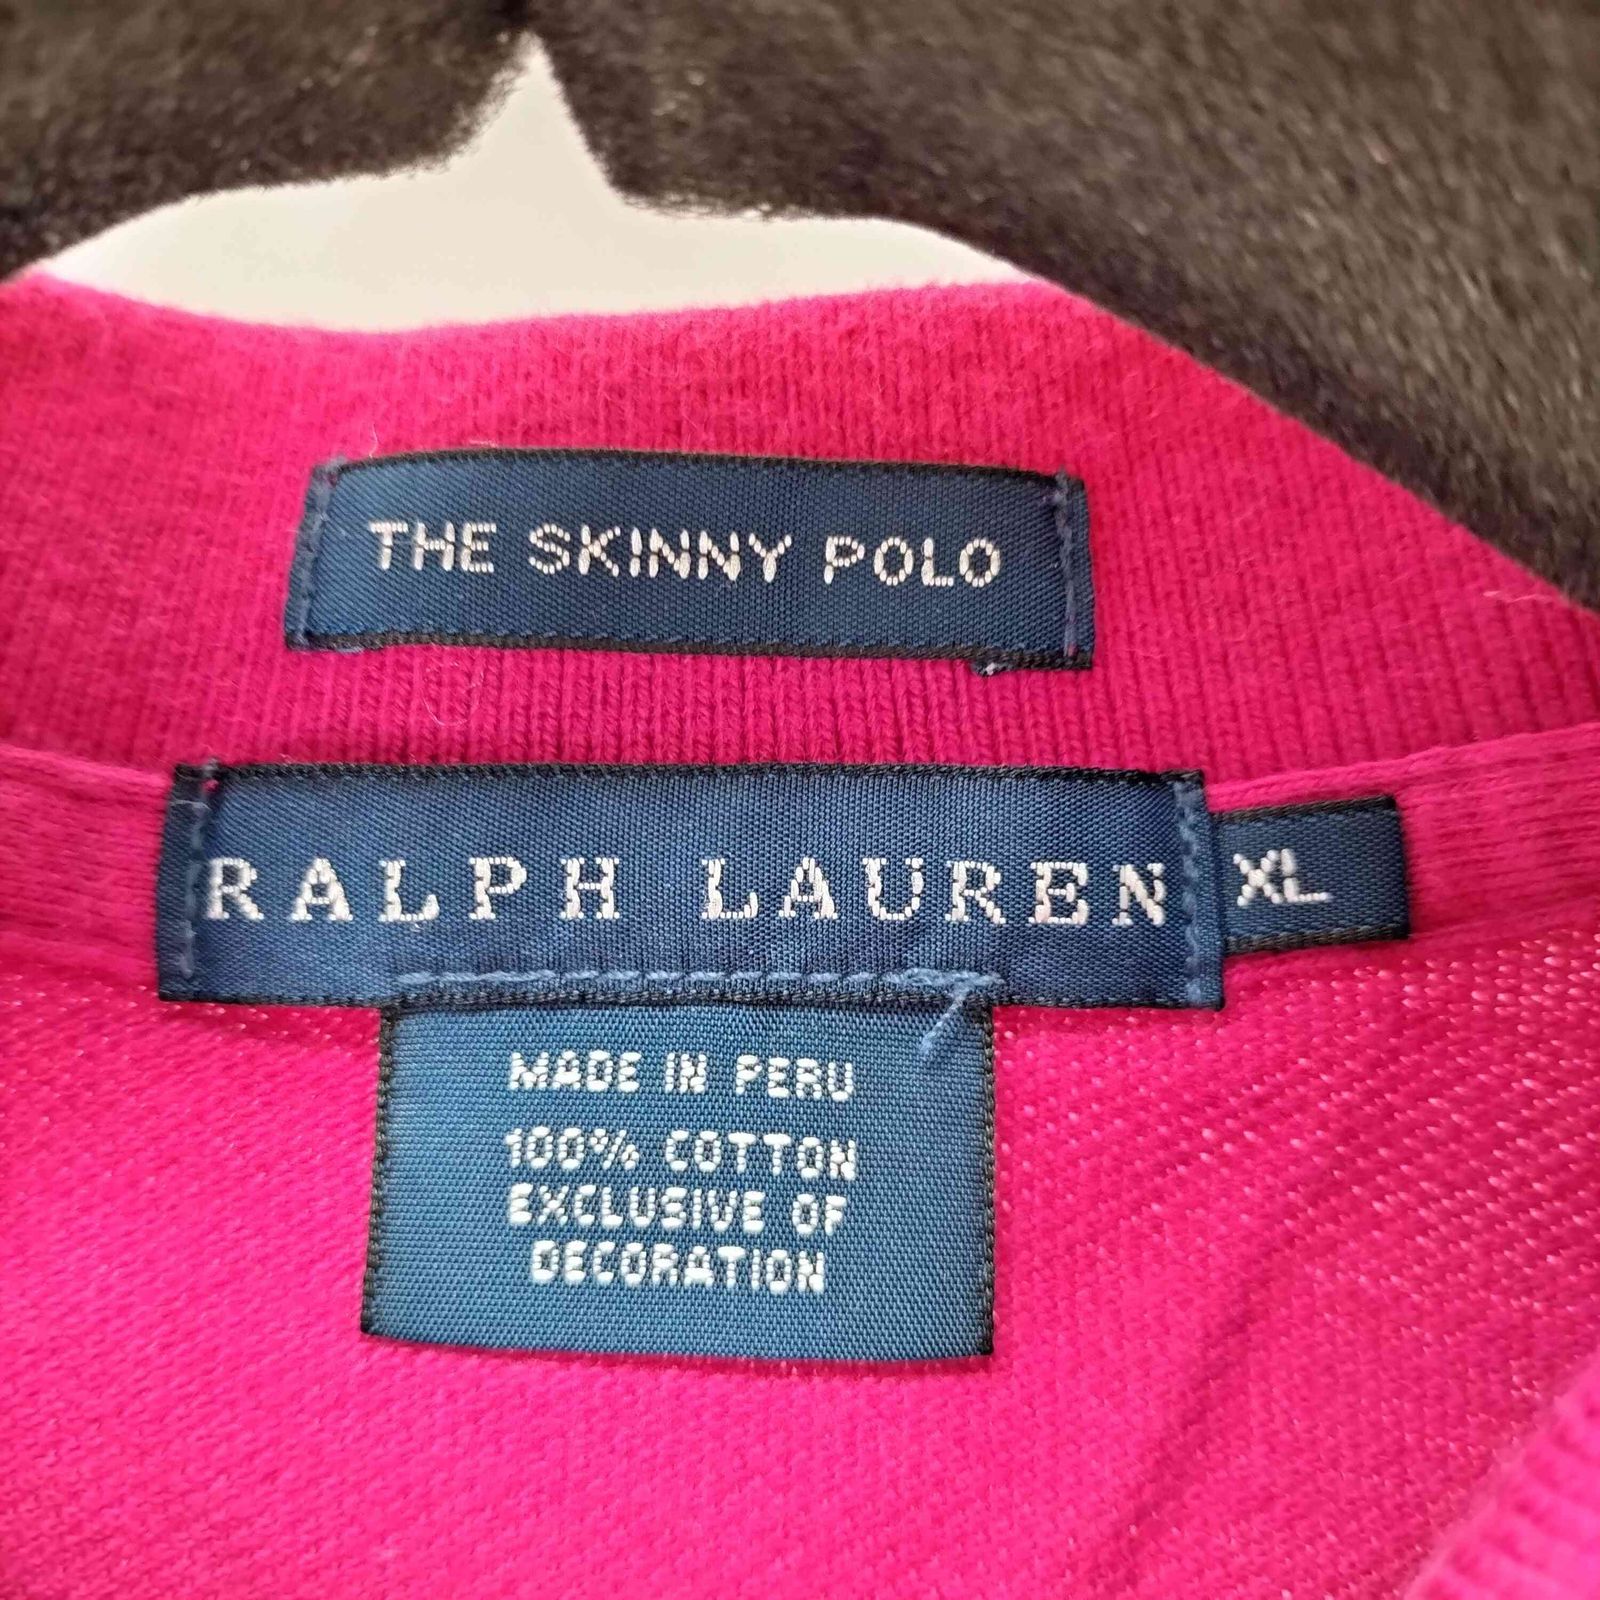 THE SKINNY POLO
RALPH LAUREN XL
MADE IN PERU
100% COTTON
EXCLUSIVE OF
DECORATION